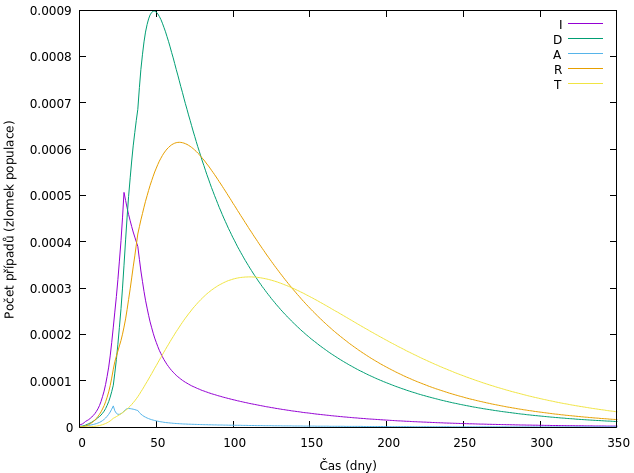 0.0009
0.0008
0.0007
0.0006
0.0005
0.0004
0.0003
0.0002
0.0001
0
0 50 100 150 200 250 300 350
Počet případů (zlomek populace)
Čas (dny)
I
D
A
R
T